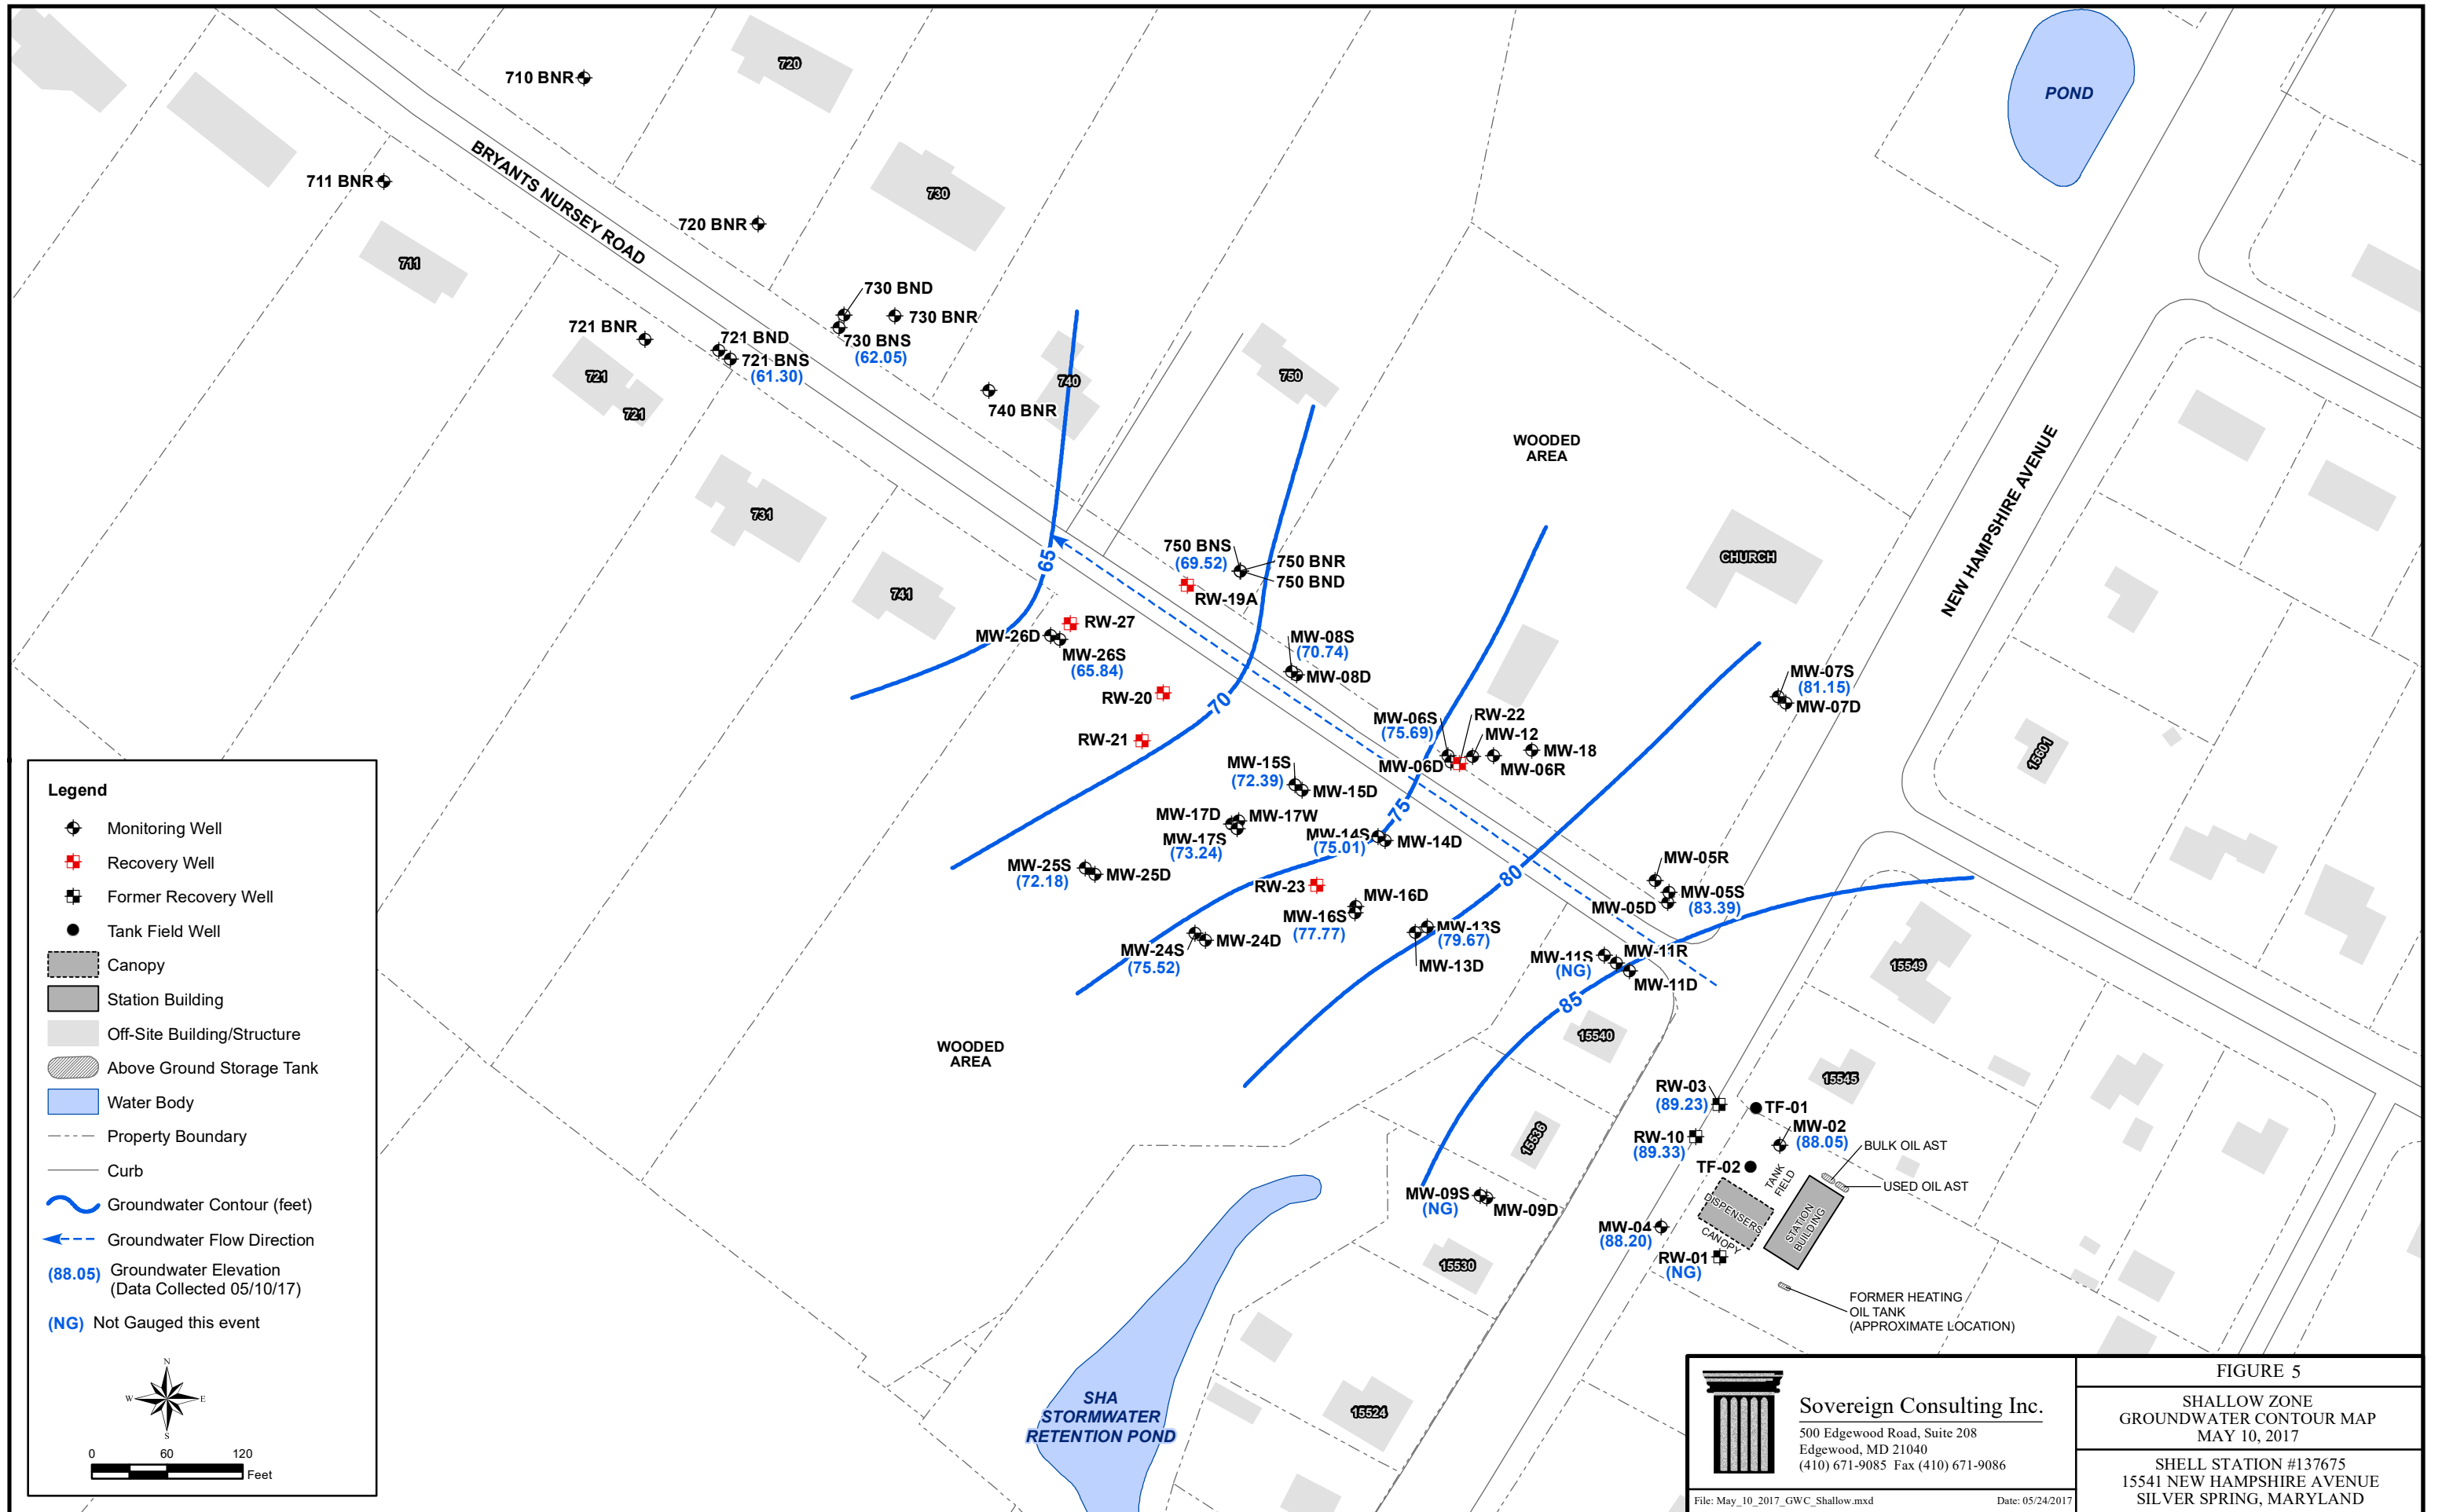 710 BNR
720
POND
711 BNR
BRYANTS NURSEY ROAD
730
720 BNR
711
730 BND
730 BNR
721 BNR
721 BND
730 BNS
(62.05)
721 BNS
(61.30)
721
721
740
740 BNR
750
WOODED
AREA
NEW HAMPSHIRE AVENUE
731
750 BNS
(69.52)
750 BNR
750 BND
65
CHURCH
741
RW-19A
RW-27
MW-26D
MW-26S
(65.84)
MW-08S
(70.74)
MW-08D
MW-07S
(81.15)
MW-07D
RW-20
70
RW-21
MW-06S
(75.69)
RW-22
MW-12
MW-18
MW-06D
MW-06R
15601
MW-15S
(72.39)
MW-15D
75
MW-17D
MW-17W
MW-17S
(73.24)
MW-14S
(75.01)
MW-14D
MW-25S
(72.18)
MW-25D
80
RW-23
MW-16D
MW-16S
(77.77)
MW-05R
MW-05S
(83.39)
MW-05D
MW-13S
(79.67)
MW-13D
MW-24S
(75.52)
MW-24D
MW-11S
(NG)
MW-11R
MW-11D
85
15549
15540
WOODED
AREA
15545
RW-03
(89.23)
TF-01
MW-02
(88.05)
RW-10
(89.33)
BULK OIL AST
TF-02
TANK
FIELD
USED OIL AST
15536
MW-09S
(NG)
MW-09D
DISPENSERS
CANOPY
STATION
BUILDING
MW-04
(88.20)
RW-01
(NG)
15530
FORMER HEATING
OIL TANK
(APPROXIMATE LOCATION)
SHA
STORMWATER
RETENTION POND
15524
Legend
Monitoring Well
Recovery Well
Former Recovery Well
Tank Field Well
Canopy
Station Building
Off-Site Building/Structure
Above Ground Storage Tank
Water Body
Property Boundary
Curb
Groundwater Contour (feet)
Groundwater Flow Direction
(88.05) Groundwater Elevation
(Data Collected 05/10/17)
(NG) Not Gauged this event
N
W E
S
0 60 120
Feet
Sovereign Consulting Inc.
500 Edgewood Road, Suite 208
Edgewood, MD 21040
(410) 671-9085 Fax (410) 671-9086
File: May_10_2017_GWC_Shallow.mxd Date: 05/24/2017
FIGURE 5
SHALLOW ZONE
GROUNDWATER CONTOUR MAP
MAY 10, 2017
SHELL STATION #137675
15541 NEW HAMPSHIRE AVENUE
SILVER SPRING, MARYLAND